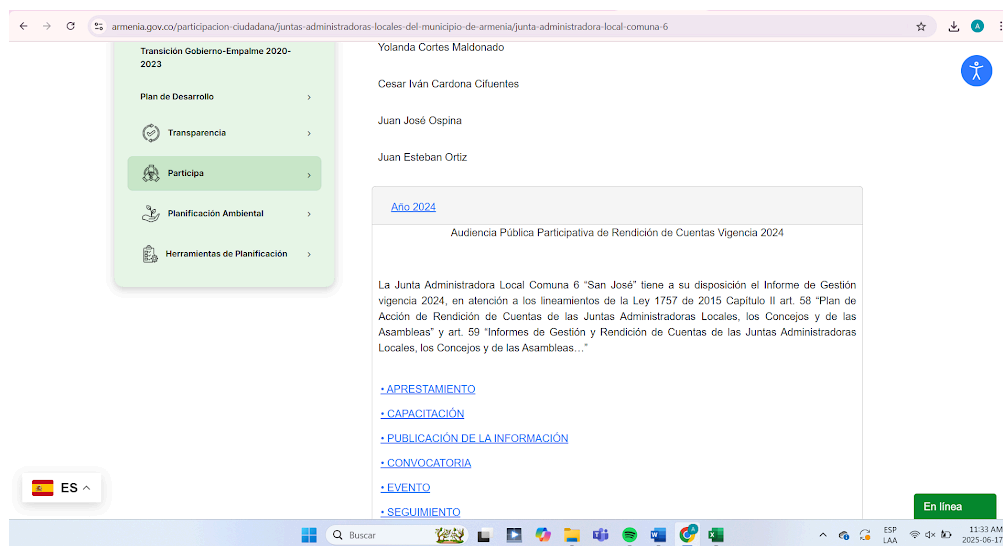 armenia.gov.co/participacion-ciudadana/juntas-administradoras-locales-del-municipio-de-armenia/junta-administradora-local-comuna-6
A
Transición Gobierno-Empalme 2020-
2023
Plan de Desarrollo
Transparencia
Participa
Planificación Ambiental
Herramientas de Planificación
Yolanda Cortes Maldonado
Cesar Iván Cardona Cifuentes
Juan José Ospina
Juan Esteban Ortiz
Año 2024
Audiencia Pública Participativa de Rendición de Cuentas Vigencia 2024
La Junta Administradora Local Comuna 6 “San José” tiene a su disposición el Informe de Gestión
vigencia 2024, en atención a los lineamientos de la Ley 1757 de 2015 Capítulo II art. 58 “Plan de
Acción de Rendición de Cuentas de las Juntas Administradoras Locales, los Concejos y de las
Asambleas” y art. 59 “Informes de Gestión y Rendición de Cuentas de las Juntas Administradoras
Locales, los Concejos y de las Asambleas…”
• APRESTAMIENTO
• CAPACITACIÓN
• PUBLICACIÓN DE LA INFORMACIÓN
• CONVOCATORIA
• EVENTO
• SEGUIMIENTO
ES
En línea
Buscar
ESP
LAA
11:33 AM
2025-06-17